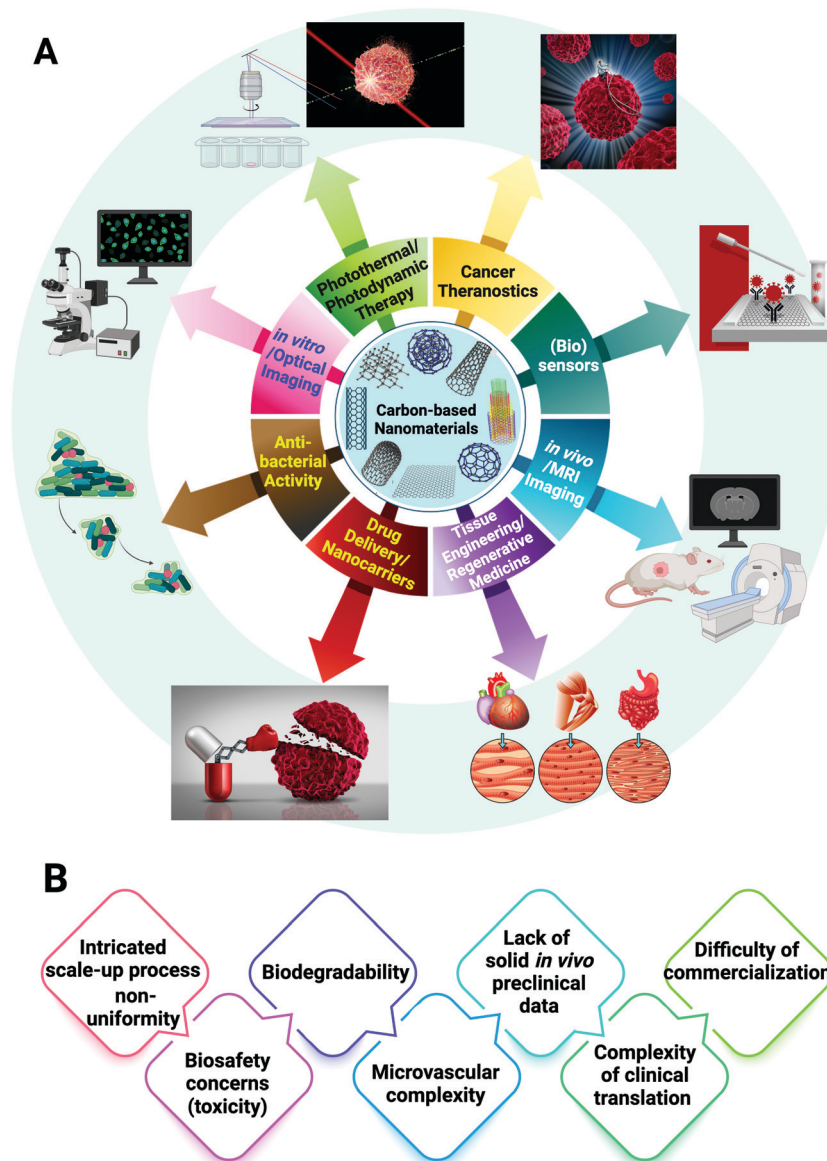 A
Photothermal/
Photodynamic
Therapy
Cancer
Theranostics
in vitro
/Optical
Imaging
(Bio)
sensors
Carbon-based
Nanomaterials
Anti-
bacterial
Activity
in vivo
/MRI
Imaging
Drug
Delivery/
Nanocarriers
Tissue
Engineering/
Regenerative
Medicine
B
Intricated
scale-up process
non-
uniformity
Biosafety
concerns
(toxicity)
Biodegradability
Microvascular
complexity
Lack of
solid in vivo
preclinical
data
Complexity
of clinical
translation
Difficulty of
commercialization